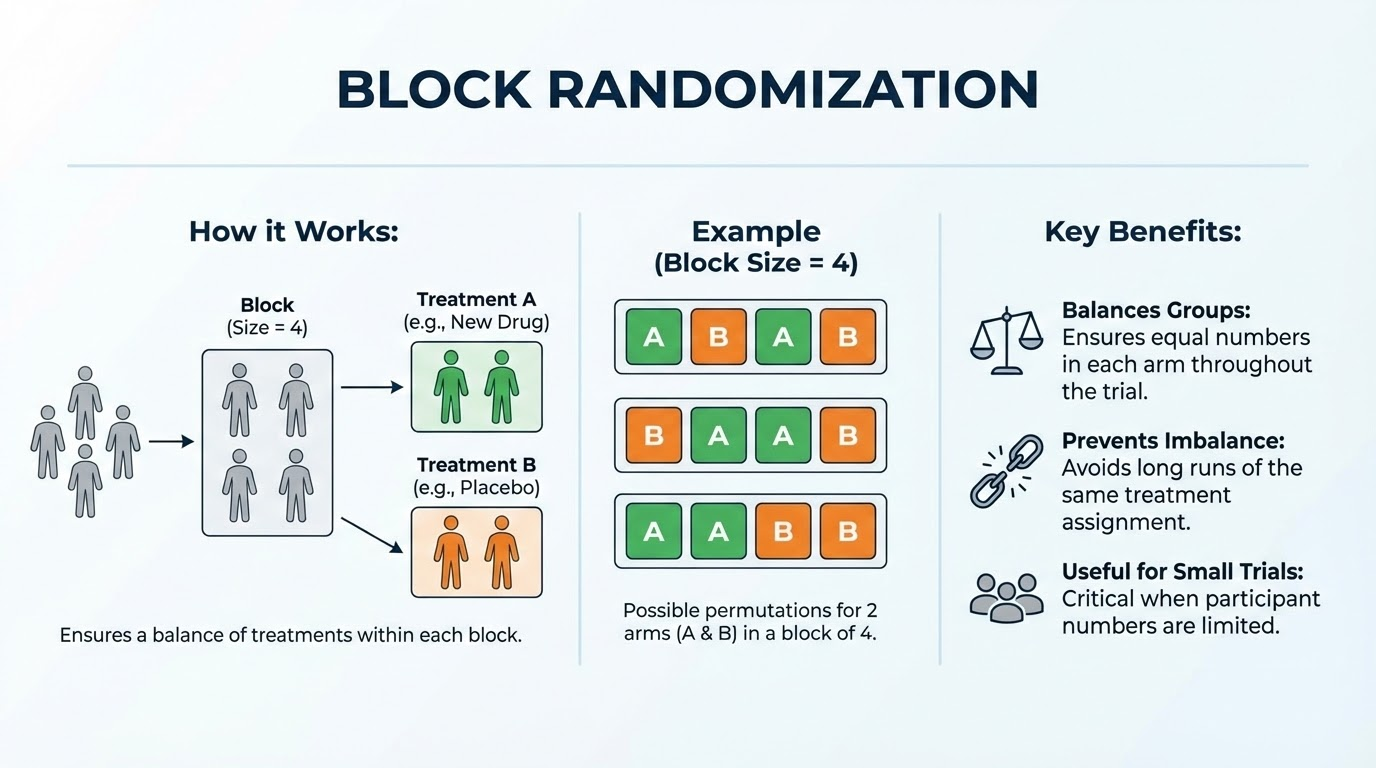 BLOCK RANDOMIZATION
How it Works:
Block
(Size = 4)
Treatment A
(e.g., New Drug)
Treatment B
(e.g., Placebo)
Ensures a balance of treatments within each block.
Example
(Block Size = 4)
A B A B
B A A B
A A B B
Possible permutations for 2
arms (A & B) in a block of 4.
Key Benefits:
Balances Groups:
Ensures equal numbers
in each arm throughout
the trial.
Prevents Imbalance:
Avoids long runs of the
same treatment
assignment.
Useful for Small Trials:
Critical when participant
numbers are limited.